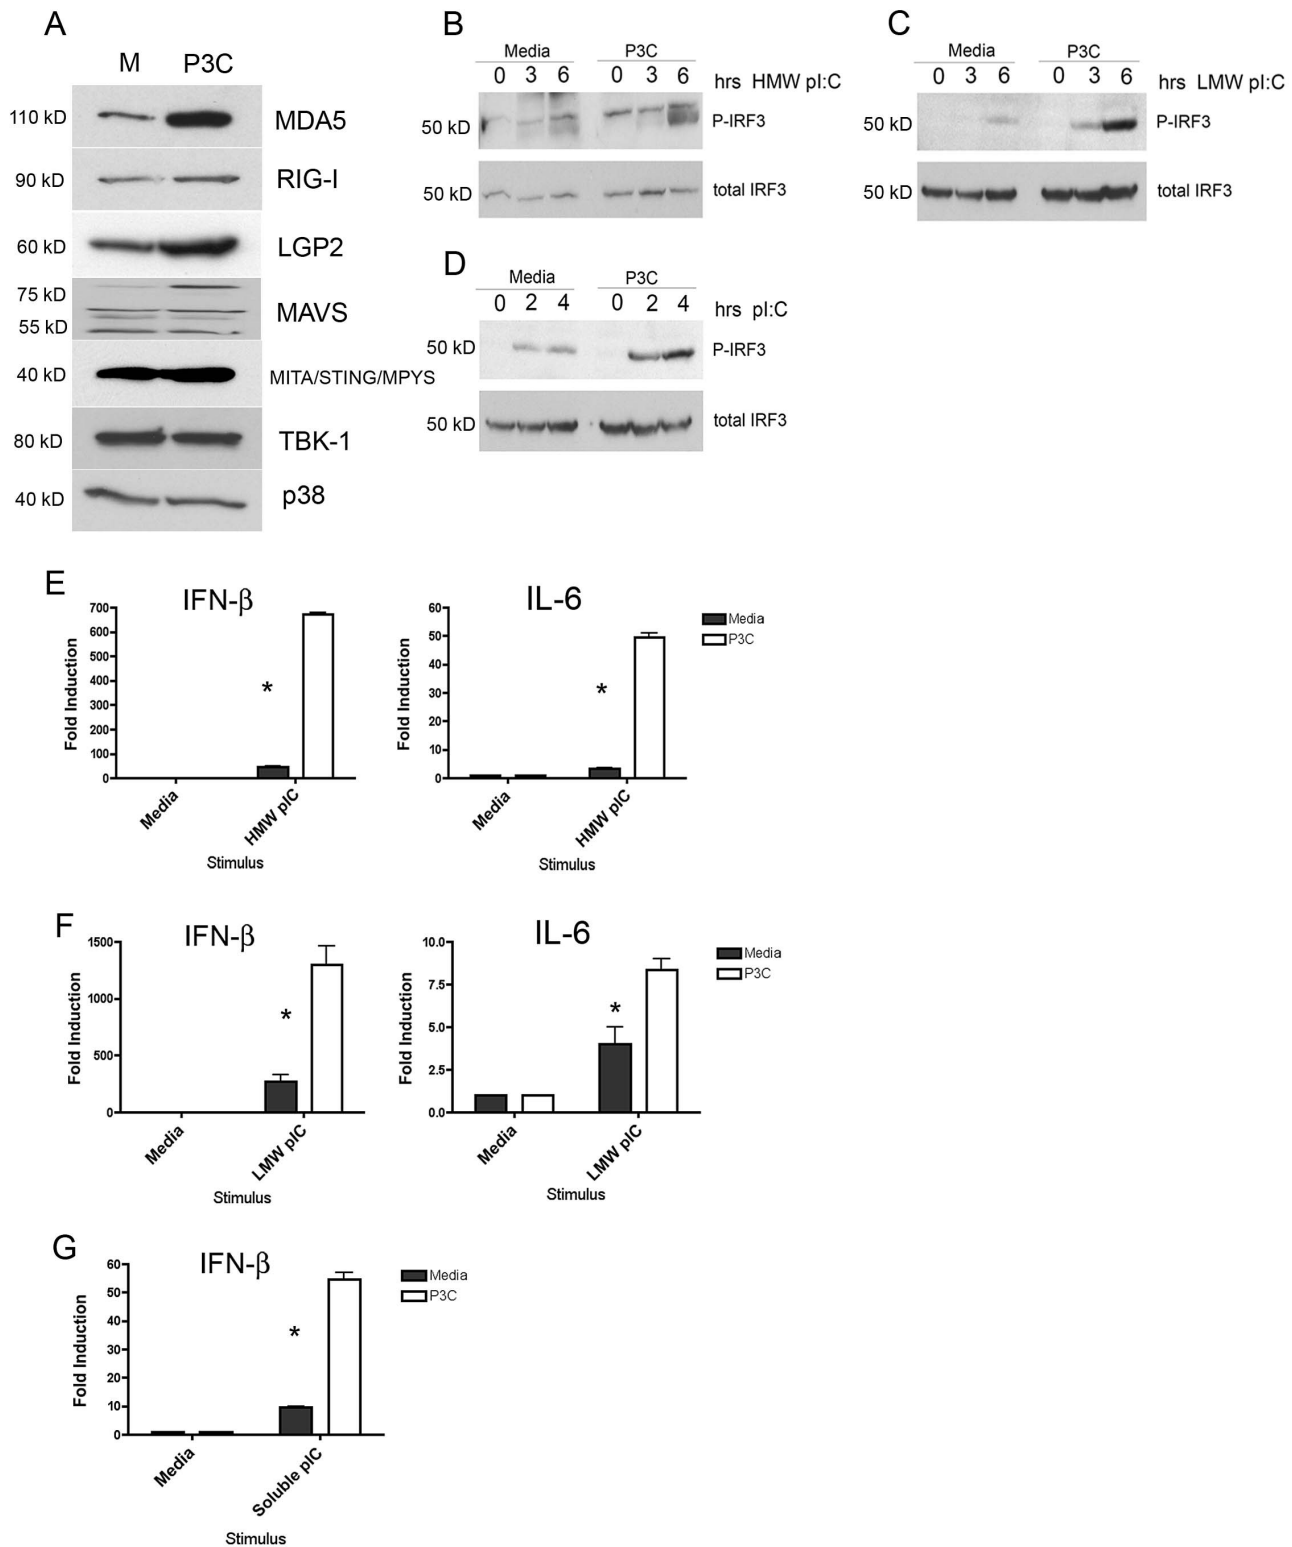 A
M P3C
110 kD MDA5
90 kD RIG-I
60 kD LGP2
75 kD
MAVS
55 kD
40 kD MITA/STING/MPYS
80 kD TBK-1
40 kD p38
B
Media P3C
0 3 6 0 3 6 hrs HMW pI:C
50 kD P-IRF3
50 kD total IRF3
C
Media P3C
0 3 6 0 3 6 hrs LMW pI:C
50 kD P-IRF3
50 kD total IRF3
D
Media P3C
0 2 4 0 2 4 hrs pI:C
50 kD P-IRF3
50 kD total IRF3
E
IFN-β
Fold Induction
700
600
500
400
300
200
100
0
*
Media
HMW pIC
Stimulus
IL-6
Fold Induction
60
50
40
30
20
10
0
*
Media
HMW pIC
Stimulus
Media
P3C
F
IFN-β
Fold Induction
1500
1000
500
0
*
Media
LMW pIC
Stimulus
IL-6
Fold Induction
10.0
7.5
5.0
2.5
0.0
*
Media
LMW pIC
Stimulus
Media
P3C
G
IFN-β
Fold Induction
60
50
40
30
20
10
0
*
Media
Soluble pIC
Stimulus
Media
P3C